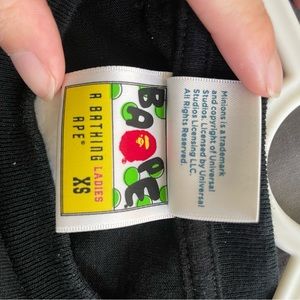 BAPE
A BATHING
APE®
LADIES
XS
Minions is a trademark
and copyright of Universal
Studios. Licensed by Universal
Studios Licensing LLC.
All Rights Reserved.